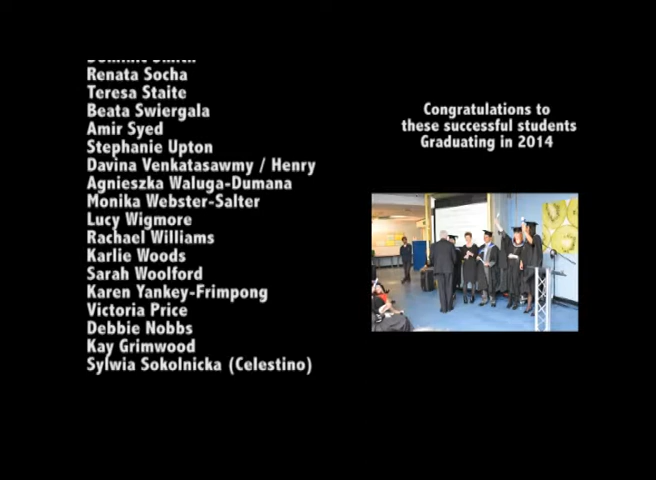 Renata Socha
Teresa Staite
Beata Swiergala
Amir Syed
Stephanie Upton
Davina Venkatasawmy / Henry
Agnieszka Waluga-Dumana
Monika Webster-Salter
Lucy Wigmore
Rachael Williams
Karlie Woods
Sarah Woolford
Karen Yankey-Frimpong
Victoria Price
Debbie Nobbs
Kay Grimwood
Sylwia Sokolnicka (Celestino)
Congratulations to
these successful students
Graduating in 2014